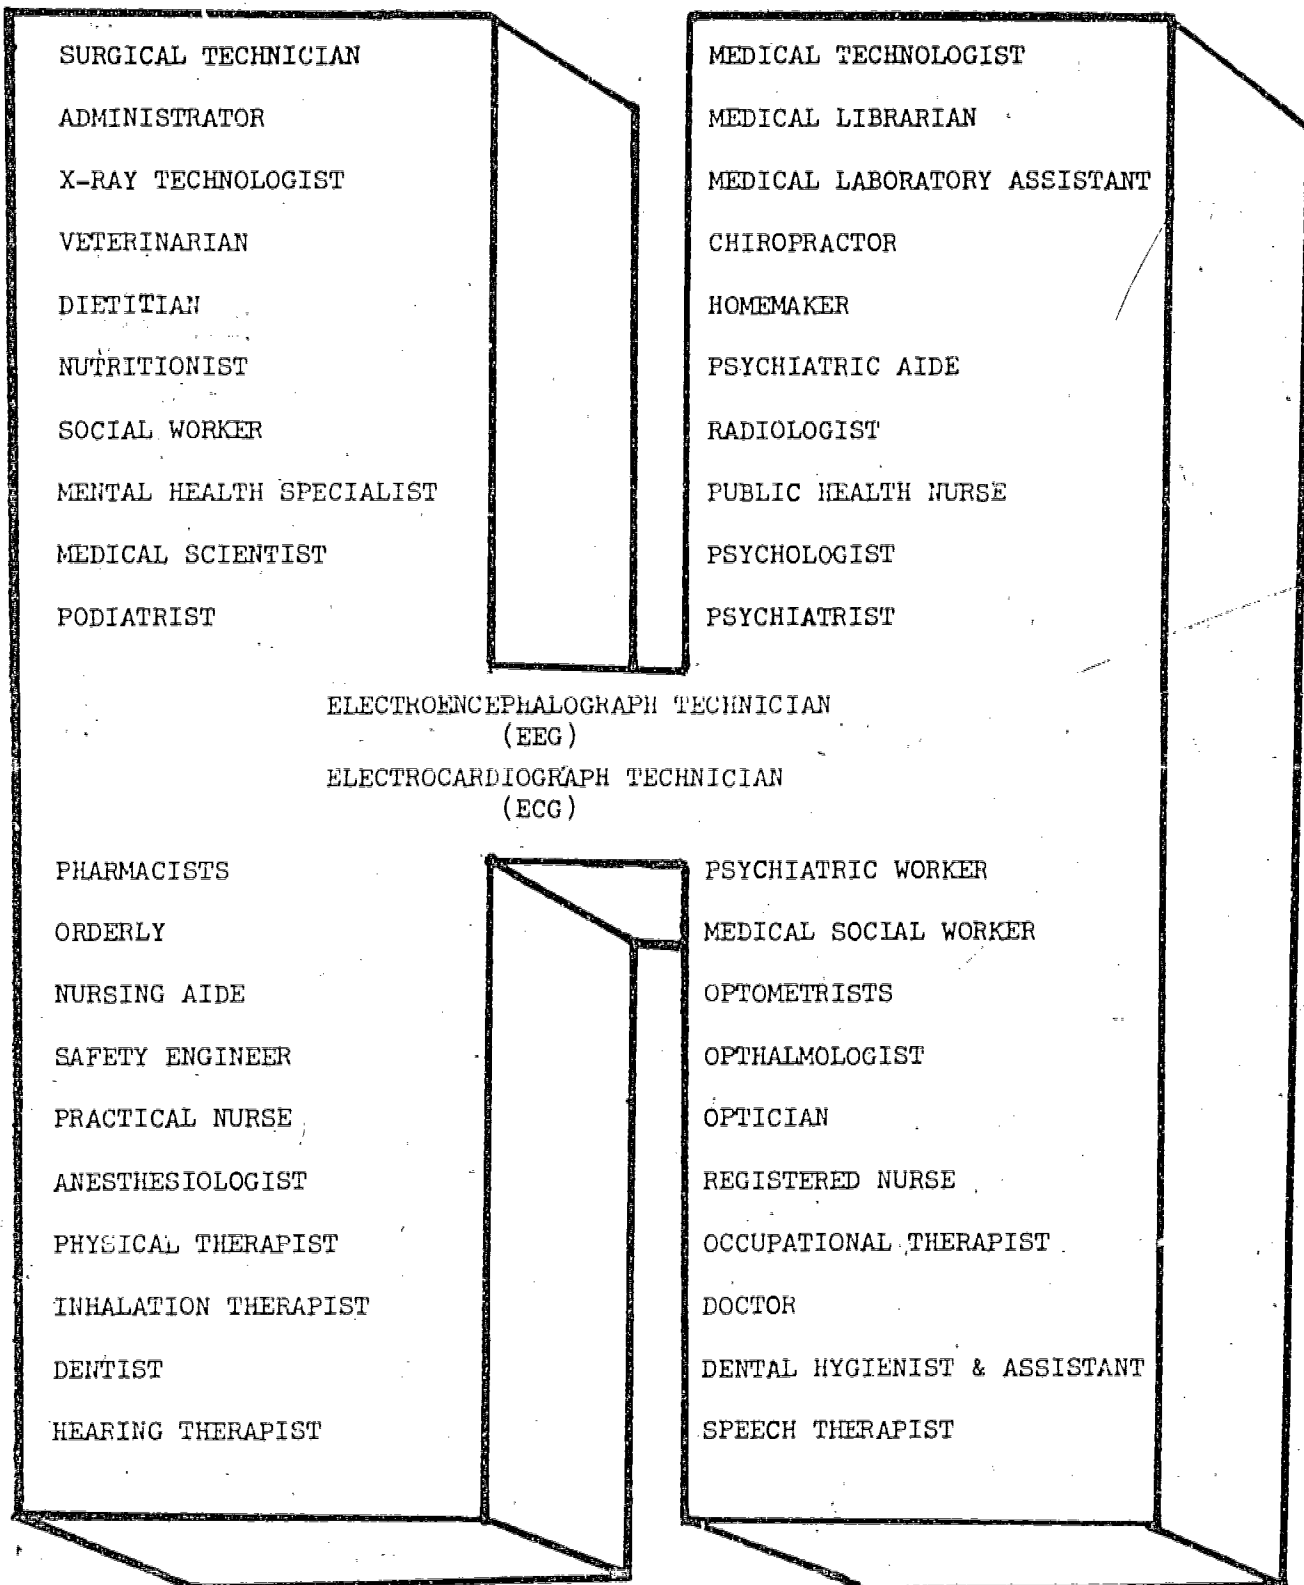 SURGICAL TECHNICIAN
ADMINISTRATOR
X-RAY TECHNOLOGIST
VETERINARIAN
DIETITIAN
NUTRITIONIST
SOCIAL WORKER
MENTAL HEALTH SPECIALIST
MEDICAL SCIENTIST
PODIATRIST
MEDICAL TECHNOLOGIST
MEDICAL LIBRARIAN
MEDICAL LABORATORY ASSISTANT
CHIROPRACTOR
HOMEMAKER
PSYCHIATRIC AIDE
RADIOLOGIST
PUBLIC HEALTH NURSE
PSYCHOLOGIST
PSYCHIATRIST
ELECTROENCEPHALOGRAPH TECHNICIAN
(EEG)
ELECTROCARDIOGRAPH TECHNICIAN
(ECG)
PHARMACISTS
ORDERLY
NURSING AIDE
SAFETY ENGINEER
PRACTICAL NURSE
ANESTHESIOLOGIST
PHYSICAL THERAPIST
INHALATION THERAPIST
DENTIST
HEARING THERAPIST
PSYCHIATRIC WORKER
MEDICAL SOCIAL WORKER
OPTOMETRISTS
OPTHALMOLOGIST
OPTICIAN
REGISTERED NURSE
OCCUPATIONAL THERAPIST
DOCTOR
DENTAL HYGIENIST & ASSISTANT
SPEECH THERAPIST